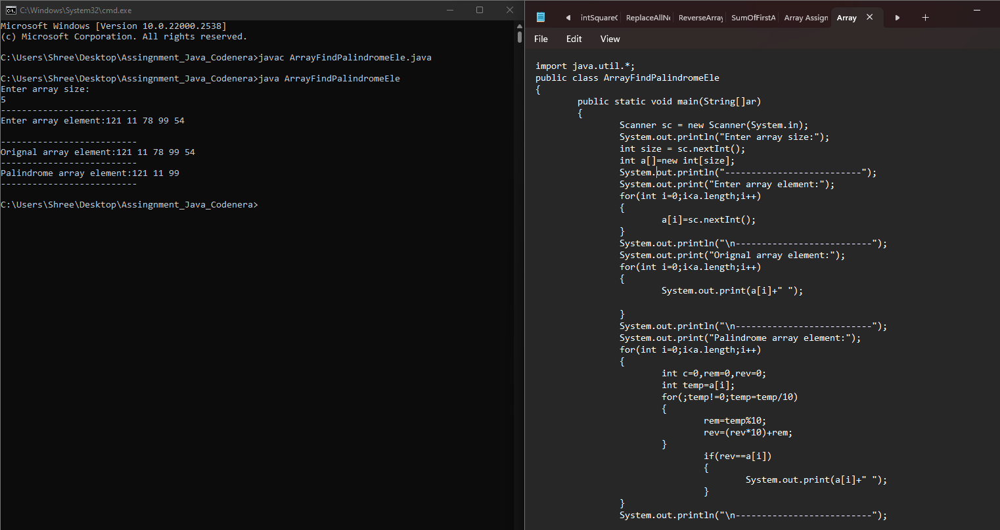 C:\Windows\System32\cmd.exe
Microsoft Windows [Version 10.0.22000.2538]
(c) Microsoft Corporation. All rights reserved.
C:\Users\Shree\Desktop\Assingnment_Java_Codenera>javac ArrayFindPalindromeEle.java
C:\Users\Shree\Desktop\Assingnment_Java_Codenera>java ArrayFindPalindromeEle
Enter array size:
5
--------------------------
Enter array element:121 11 78 99 54
--------------------------
Orignal array element:121 11 78 99 54
--------------------------
Palindrome array element:121 11 99
--------------------------
C:\Users\Shree\Desktop\Assingnment_Java_Codenera>
intSquare ReplaceAllNe ReverseArray SumOfFirstA Array Assign Array
File Edit View
import java.util.*;
public class ArrayFindPalindromeEle
{
public static void main(String[]ar)
{
Scanner sc = new Scanner(System.in);
System.out.println("Enter array size:");
int size = sc.nextInt();
int a[]=new int[size];
System.out.println("--------------------------");
System.out.print("Enter array element:");
for(int i=0;i<a.length;i++)
{
a[i]=sc.nextInt();
}
System.out.println("\n--------------------------");
System.out.print("Orignal array element:");
for(int i=0;i<a.length;i++)
{
System.out.print(a[i]+" ");
}
System.out.println("\n--------------------------");
System.out.print("Palindrome array element:");
for(int i=0;i<a.length;i++)
{
int c=0,rem=0,rev=0;
int temp=a[i];
for(;temp!=0;temp=temp/10)
{
rem=temp%10;
rev=(rev*10)+rem;
}
if(rev==a[i])
{
System.out.print(a[i]+" ");
}
}
System.out.println("\n--------------------------");